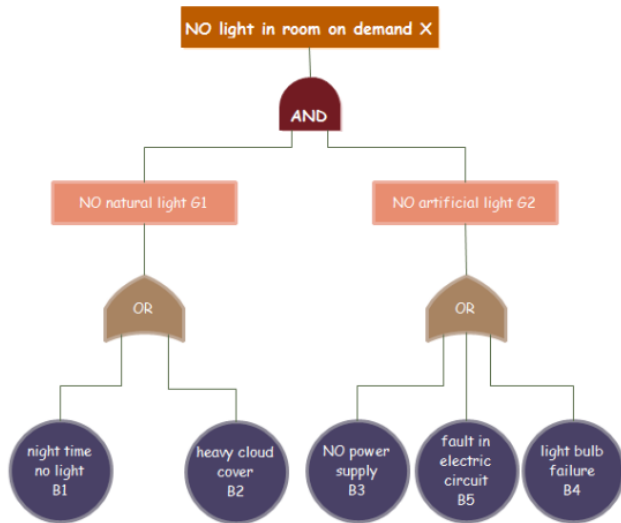 NO light in room on demand X
AND
NO natural light G1
NO artificial light G2
OR
OR
night time
no light
B1
heavy cloud
cover
B2
NO power
supply
B3
fault in
electric
circuit
B5
light bulb
failure
B4